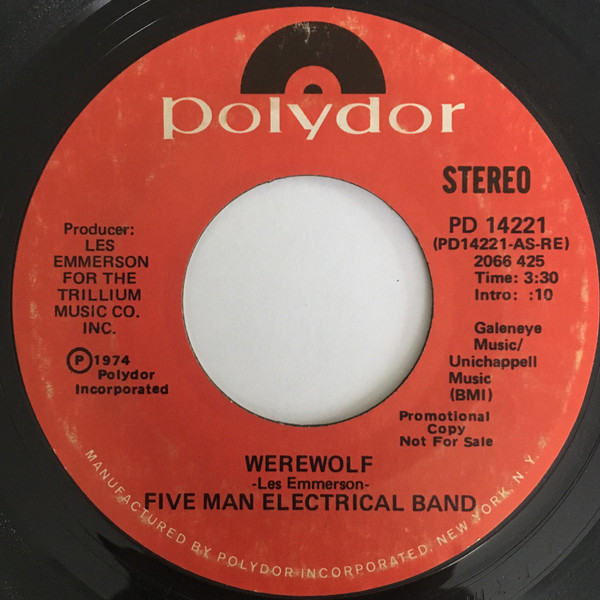 polydor
STEREO
Producer:
LES
EMMERSON
FOR THE
TRILLIUM
MUSIC CO.
INC.
Ⓟ1974
Polydor
Incorporated
PD 14221
(PD14221-AS-RE)
2066 425
Time: 3:30
Intro: :10
Galeneye
Music/
Unichappell
Music
(BMI)
Promotional
Copy
Not For Sale
WEREWOLF
-Les Emmerson-
FIVE MAN ELECTRICAL BAND
MANUFACTURED BY POLYDOR INCORPORATED, NEW YORK, N.Y.